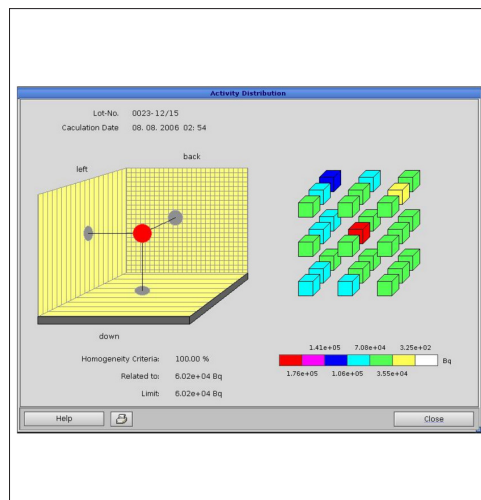 Activity Distribution
Lot-No. 0023-12/15
Caculation Date 08. 08. 2006 02: 54
back
left
down
Homogeneity Criteria: 100.00 %
Related to: 6.02e+04 Bq
Limit: 6.02e+04 Bq
1.41e+05 7.08e+04 3.25e+02
Bq
1.76e+05 1.06e+05 3.55e+04
Help
Close